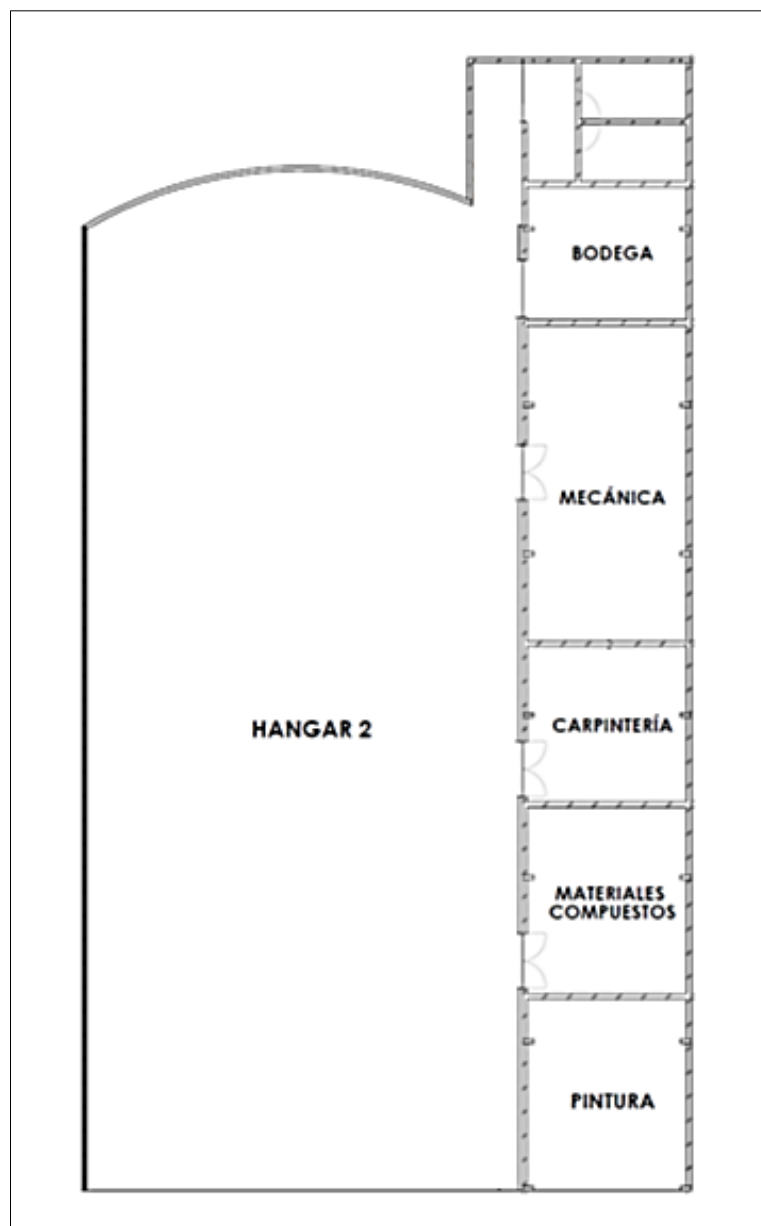 BODEGA
MECÁNICA
HANGAR 2
CARPINTERÍA
MATERIALES
COMPUESTOS
PINTURA